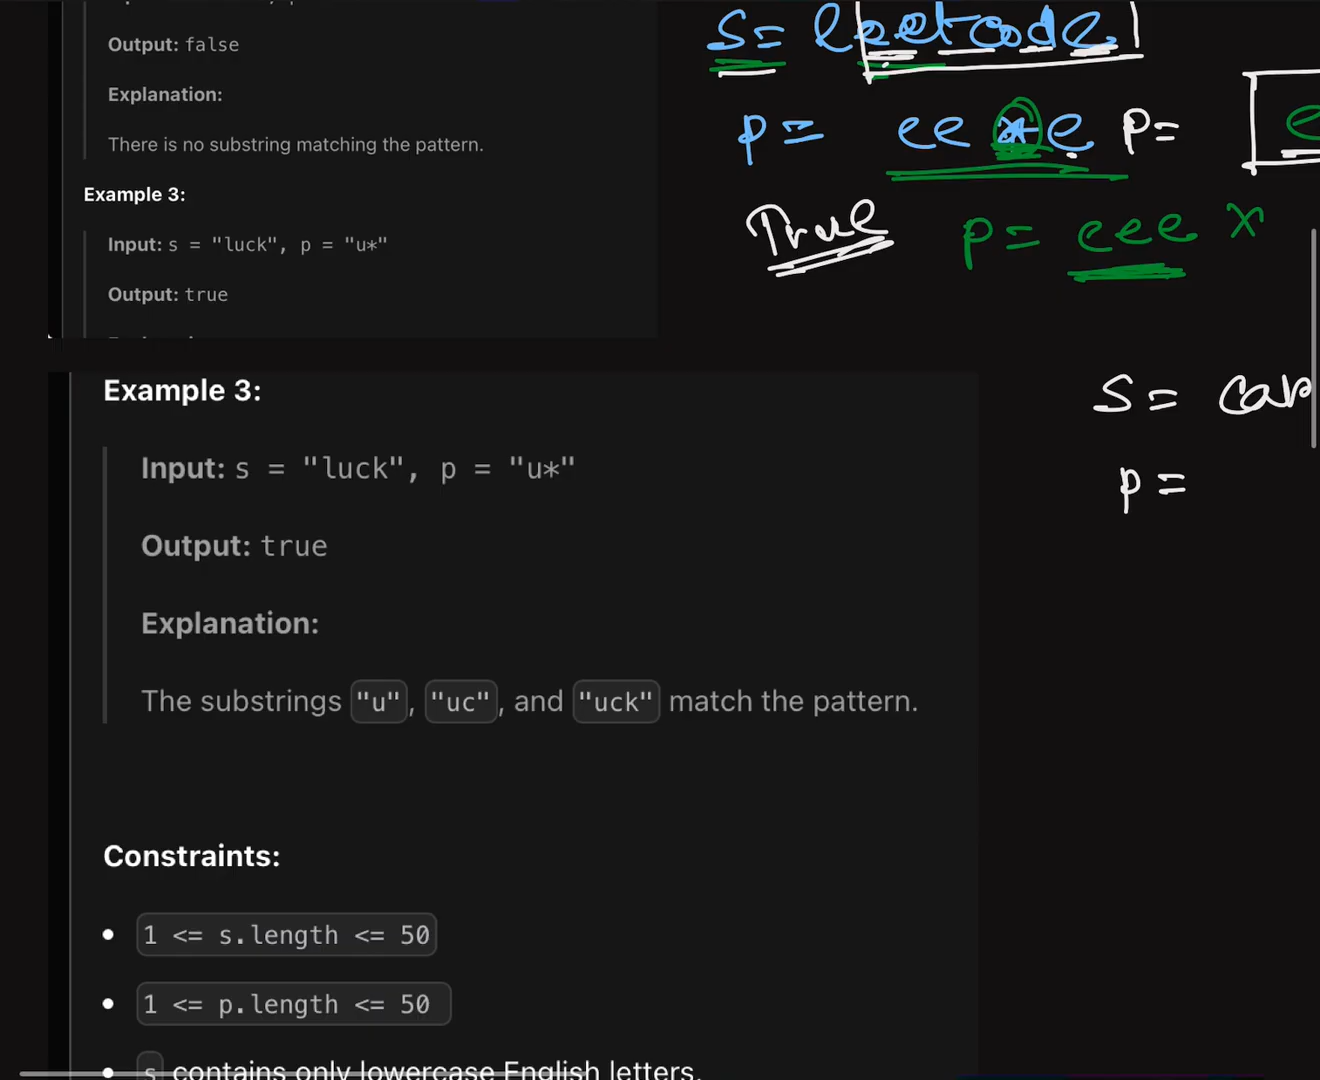 Output: false
Explanation:
There is no substring matching the pattern.
Example 3:
Input: s = "luck", p = "u*"
Output: true
S= leetcode
p= ee*e p= e
True p= eee x
Example 3:
Input: s = "luck", p = "u*"
Output: true
Explanation:
The substrings "u", "uc", and "uck" match the pattern.
S= car
p=
Constraints:
1 <= s.length <= 50
1 <= p.length <= 50
s contains only lowercase English letters.